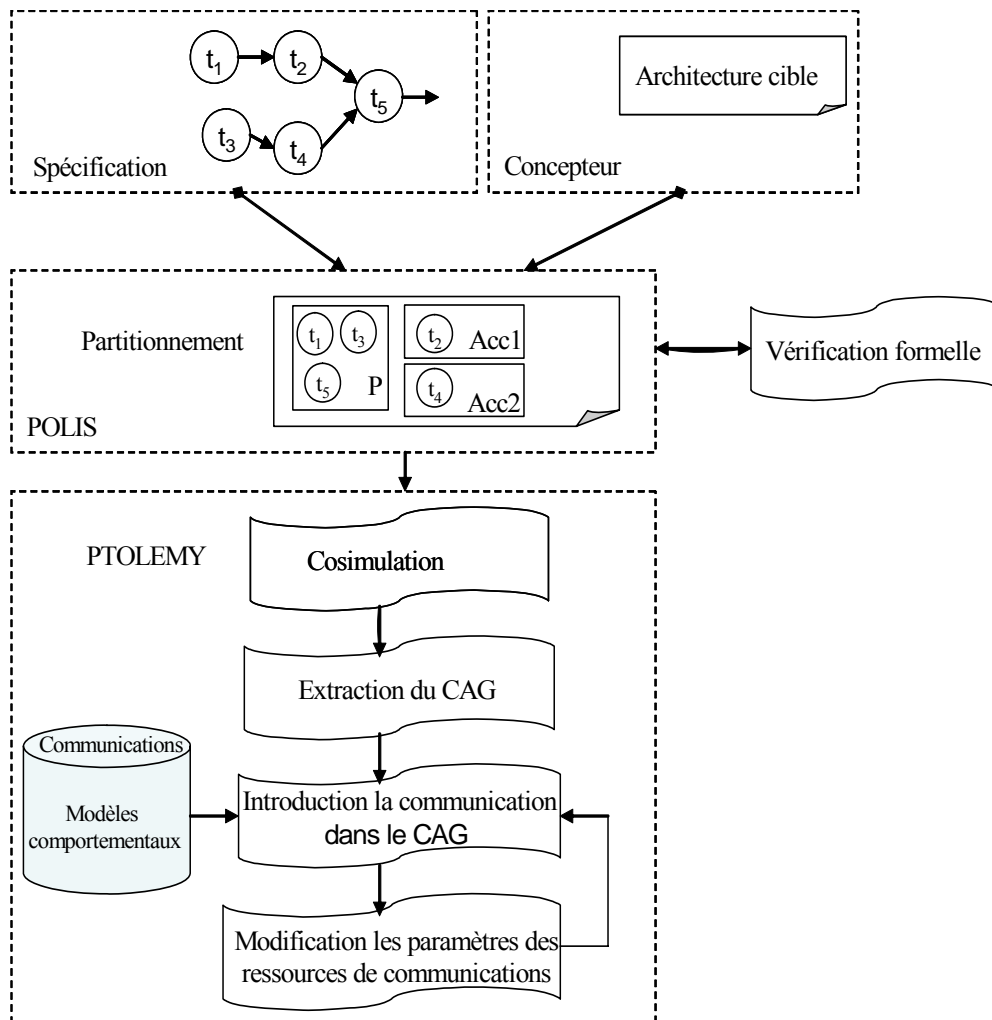 t1
t2
t5
t3
t4
Spécification
Architecture cible
Concepteur
Partitionnement
t1
t3
t5
P
t2
Acc1
t4
Acc2
POLIS
Vérification formelle
PTOLEMY
Cosimulation
Extraction du CAG
Communications
Modèles
comportementaux
Introduction la communication
dans le CAG
Modification les paramètres des
ressources de communications